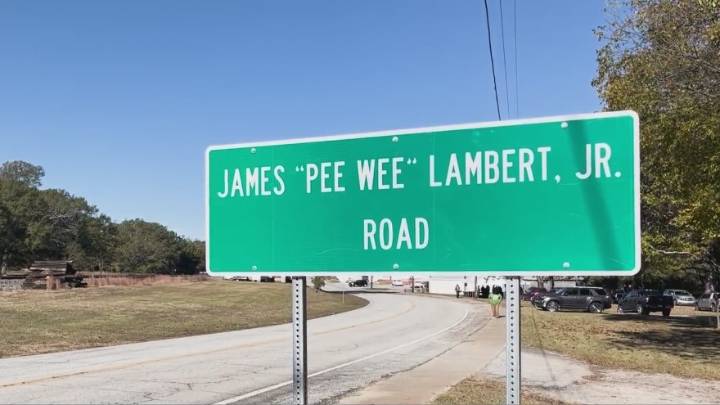 JAMES “PEE WEE“ LAMBERT, JR.
ROAD